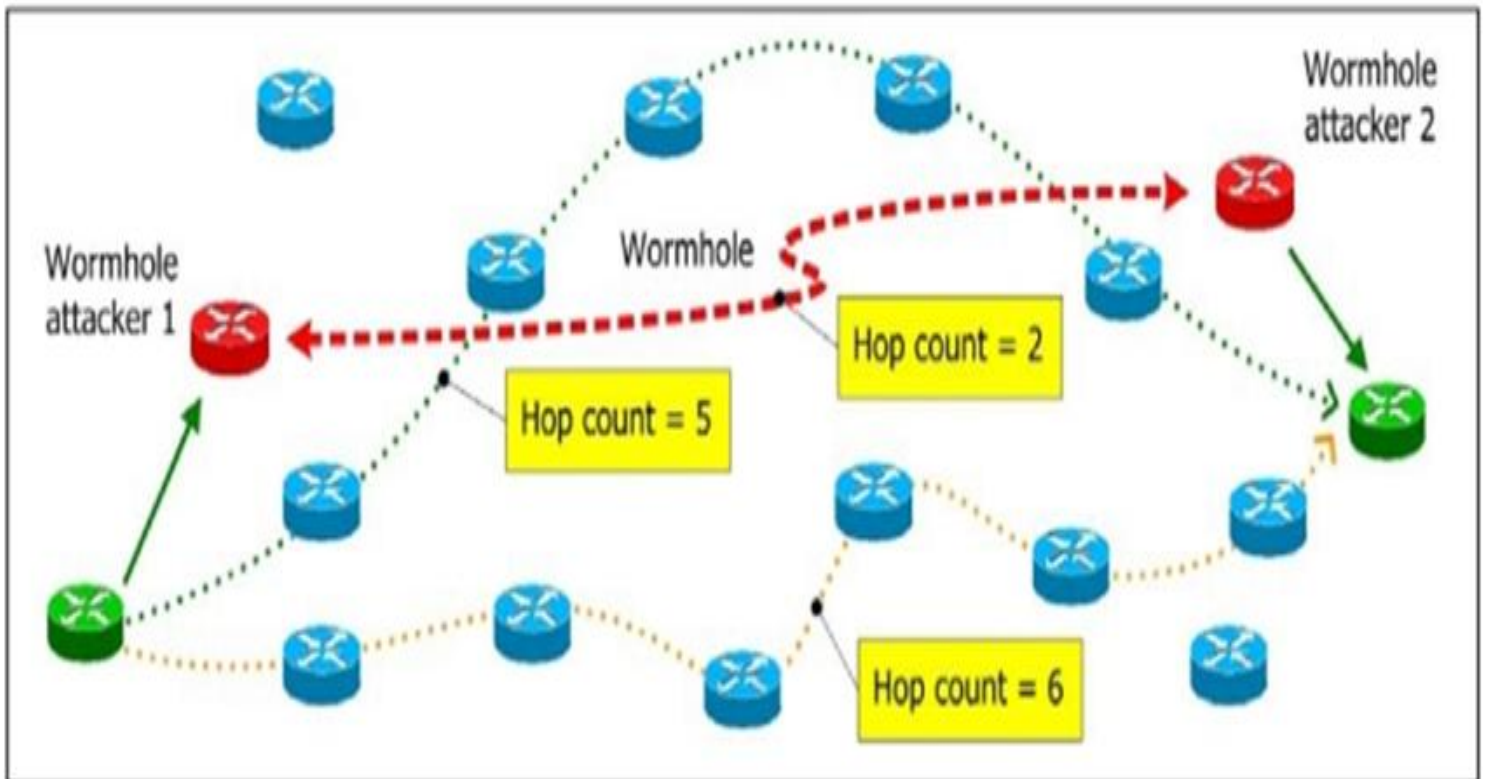 Wormhole
attacker 2
Wormhole
Wormhole
attacker 1
Hop count = 2
Hop count = 5
Hop count = 6